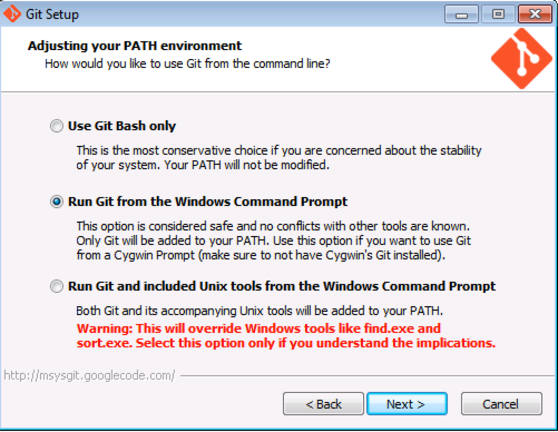 Git Setup
Adjusting your PATH environment
How would you like to use Git from the command line?
Use Git Bash only
This is the most conservative choice if you are concerned about the stability
of your system. Your PATH will not be modified.
Run Git from the Windows Command Prompt
This option is considered safe and no conflicts with other tools are known.
Only Git will be added to your PATH. Use this option if you want to use Git
from a Cygwin Prompt (make sure to not have Cygwin's Git installed).
Run Git and included Unix tools from the Windows Command Prompt
Both Git and its accompanying Unix tools will be added to your PATH.
Warning: This will override Windows tools like find.exe and
sort.exe. Select this option only if you understand the implications.
http://msysgit.googlecode.com/
< Back
Next >
Cancel